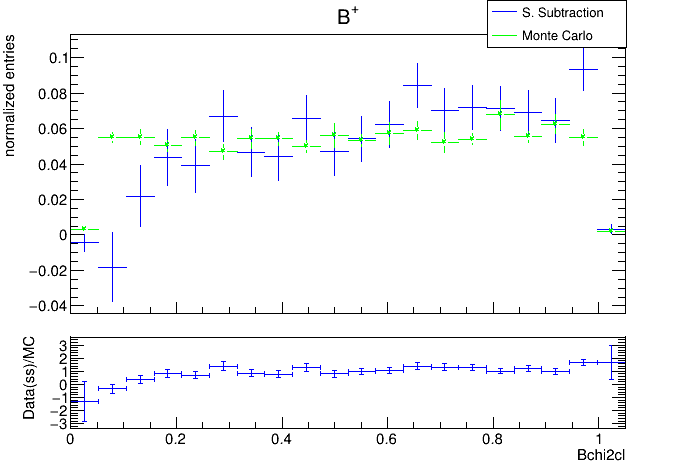 B+
S. Subtraction
Monte Carlo
normalized entries
0.1
0.08
0.06
0.04
0.02
0
−0.02
−0.04
Data(ss)/MC
3
2
1
0
−1
−2
−3
0 0.2 0.4 0.6 0.8 1
Bchi2cl